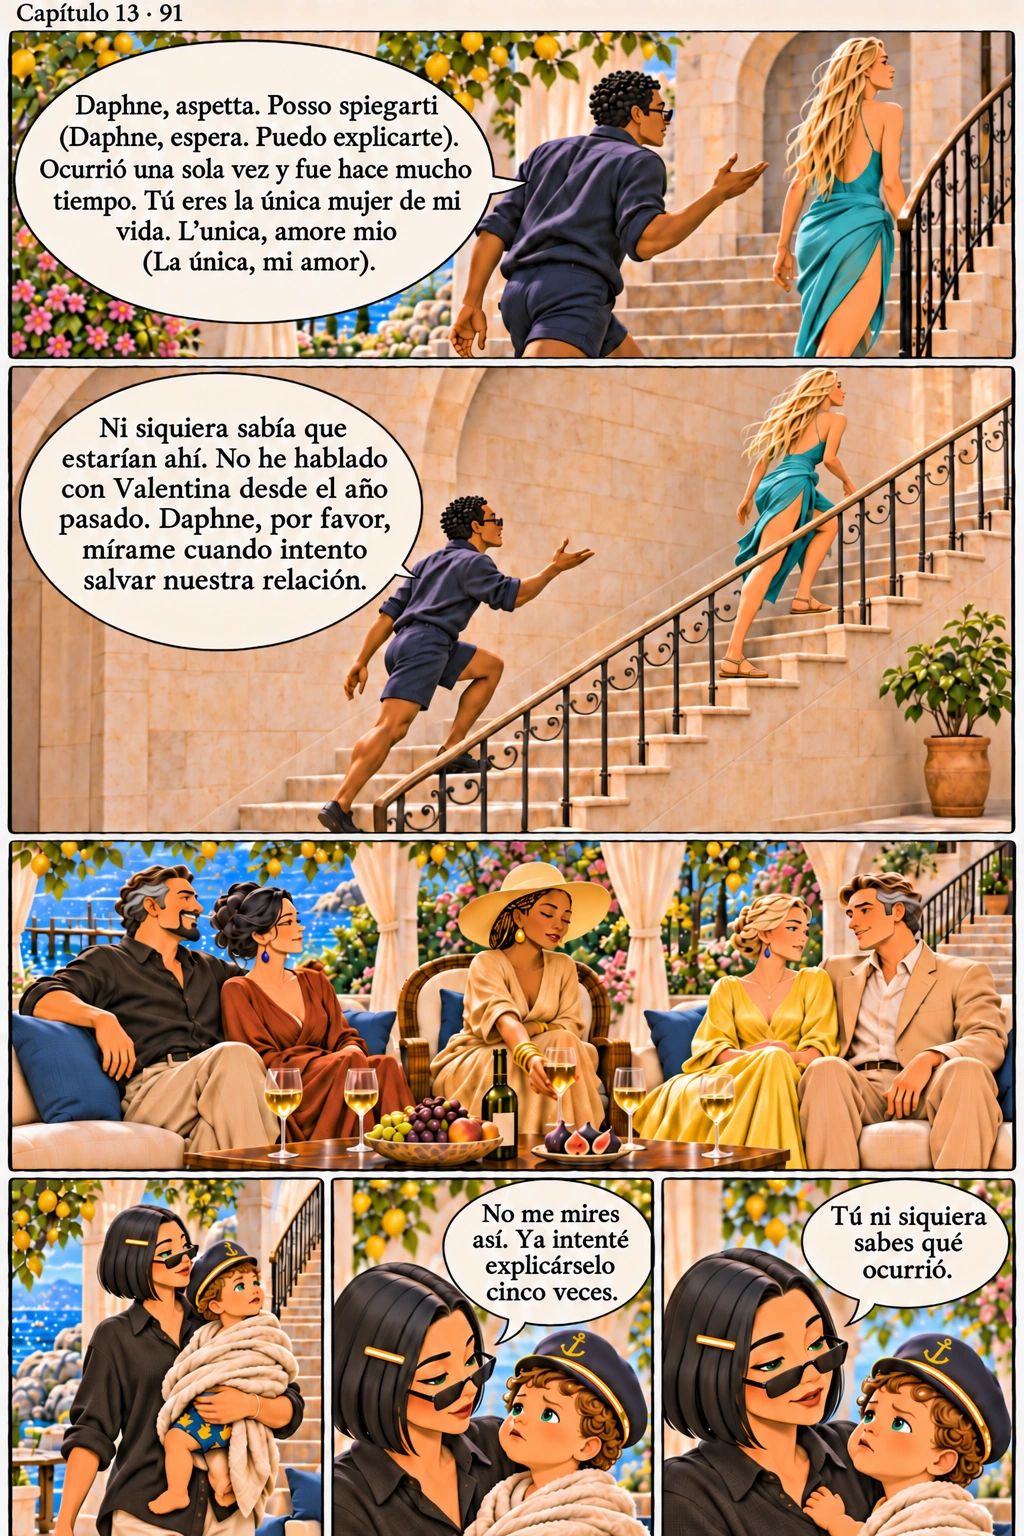 Capítulo 13 · 91
Daphne, aspetta. Posso spiegarti
(Daphne, espera. Puedo explicarte).
Ocurrió una sola vez y fue hace mucho
tiempo. Tú eres la única mujer de mi
vida. L'unica, amore mio
(La única, mi amor).
Ni siquiera sabía que
estarían ahí. No he hablado
con Valentina desde el año
pasado. Daphne, por favor,
mírame cuando intento
salvar nuestra relación.
No me mires
así. Ya intenté
explicárselo
cinco veces.
Tú ni siquiera
sabes qué
ocurrió.